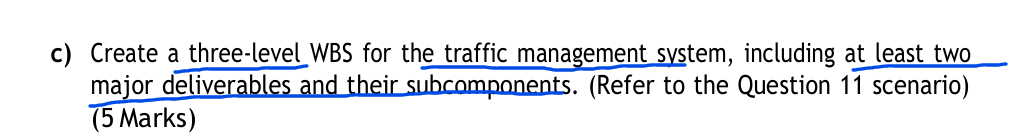 c) Create a three-level WBS for the traffic management system, including at least two
major deliverables and their subcomponents. (Refer to the Question 11 scenario)
(5 Marks)